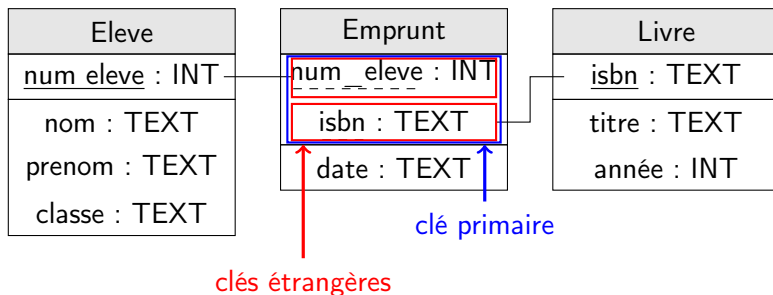 Eleve
num eleve : INT
nom : TEXT
prenom : TEXT
classe : TEXT
Emprunt
num_eleve : INT
isbn : TEXT
date : TEXT
Livre
isbn : TEXT
titre : TEXT
année : INT
clé primaire
clés étrangères